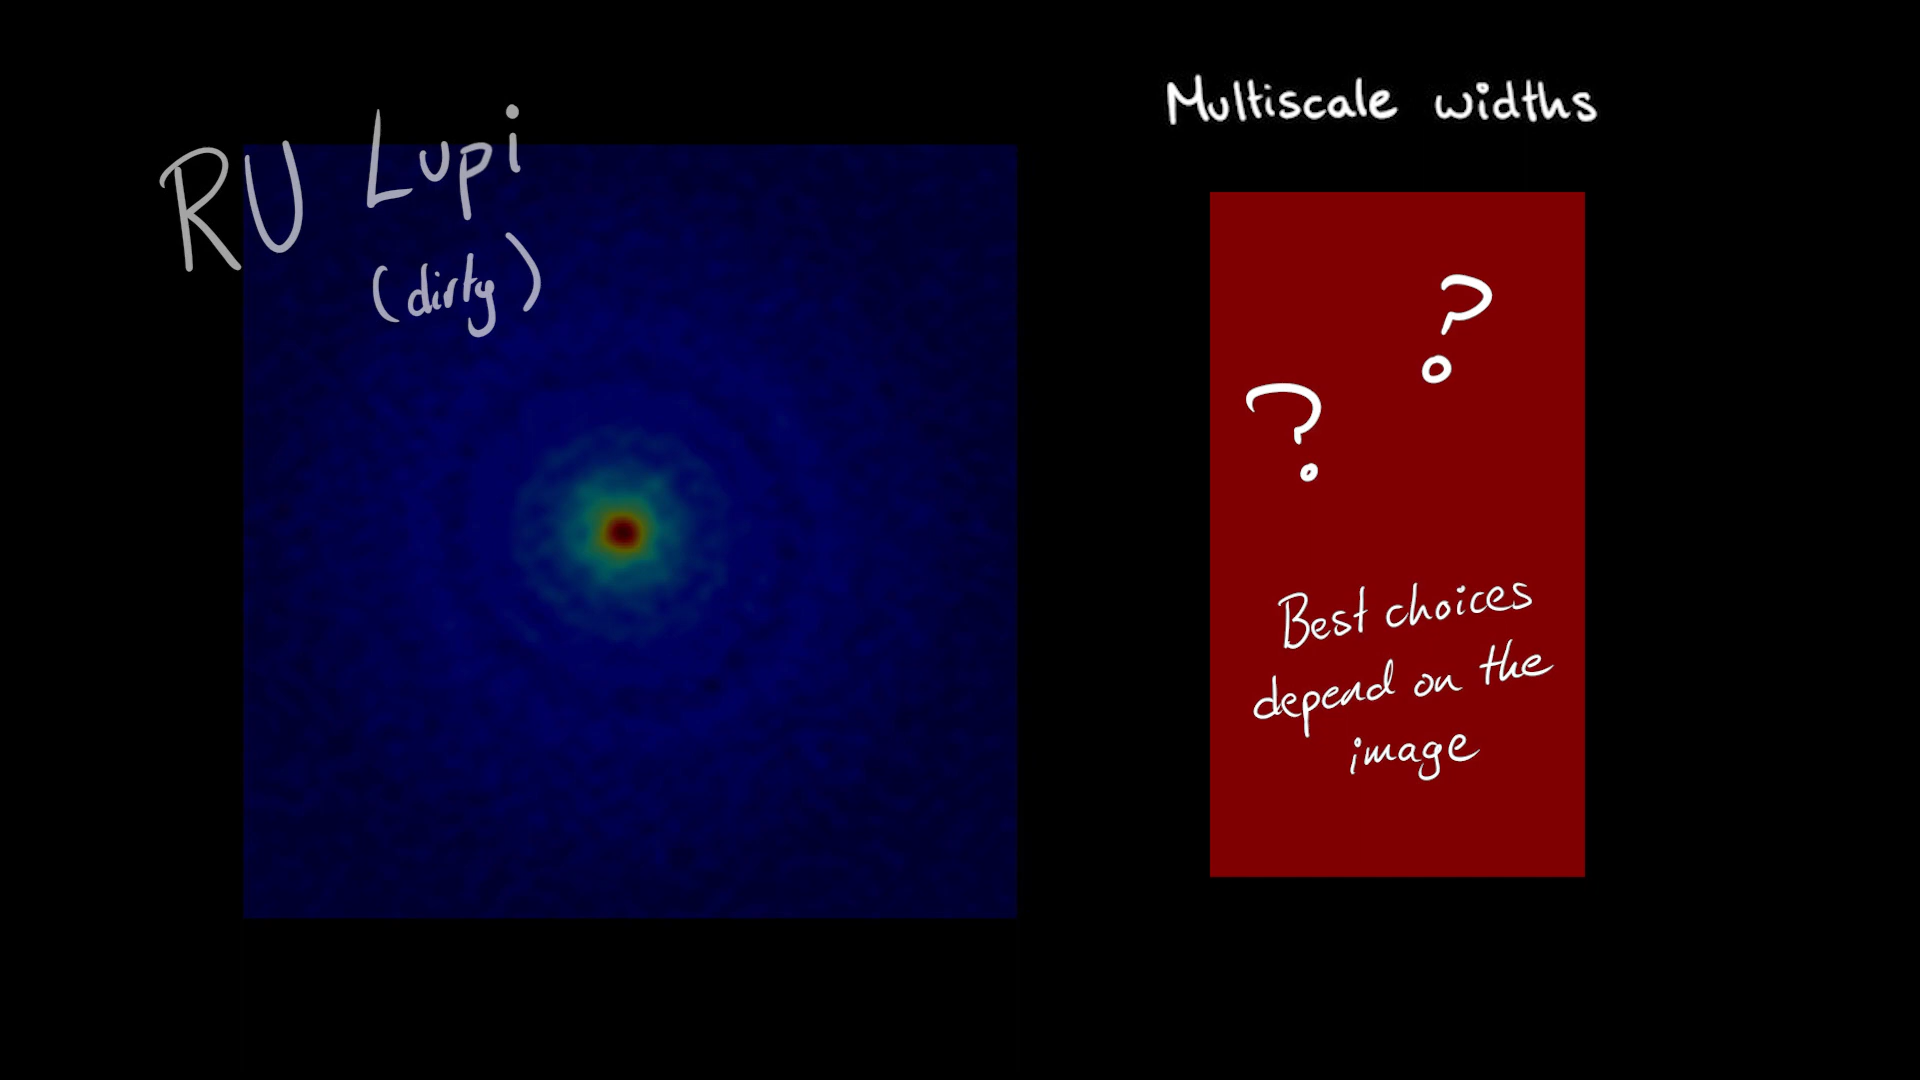 RU Lupi
(dirty)
Multiscale widths
?
?
Best choices
depend on the
image